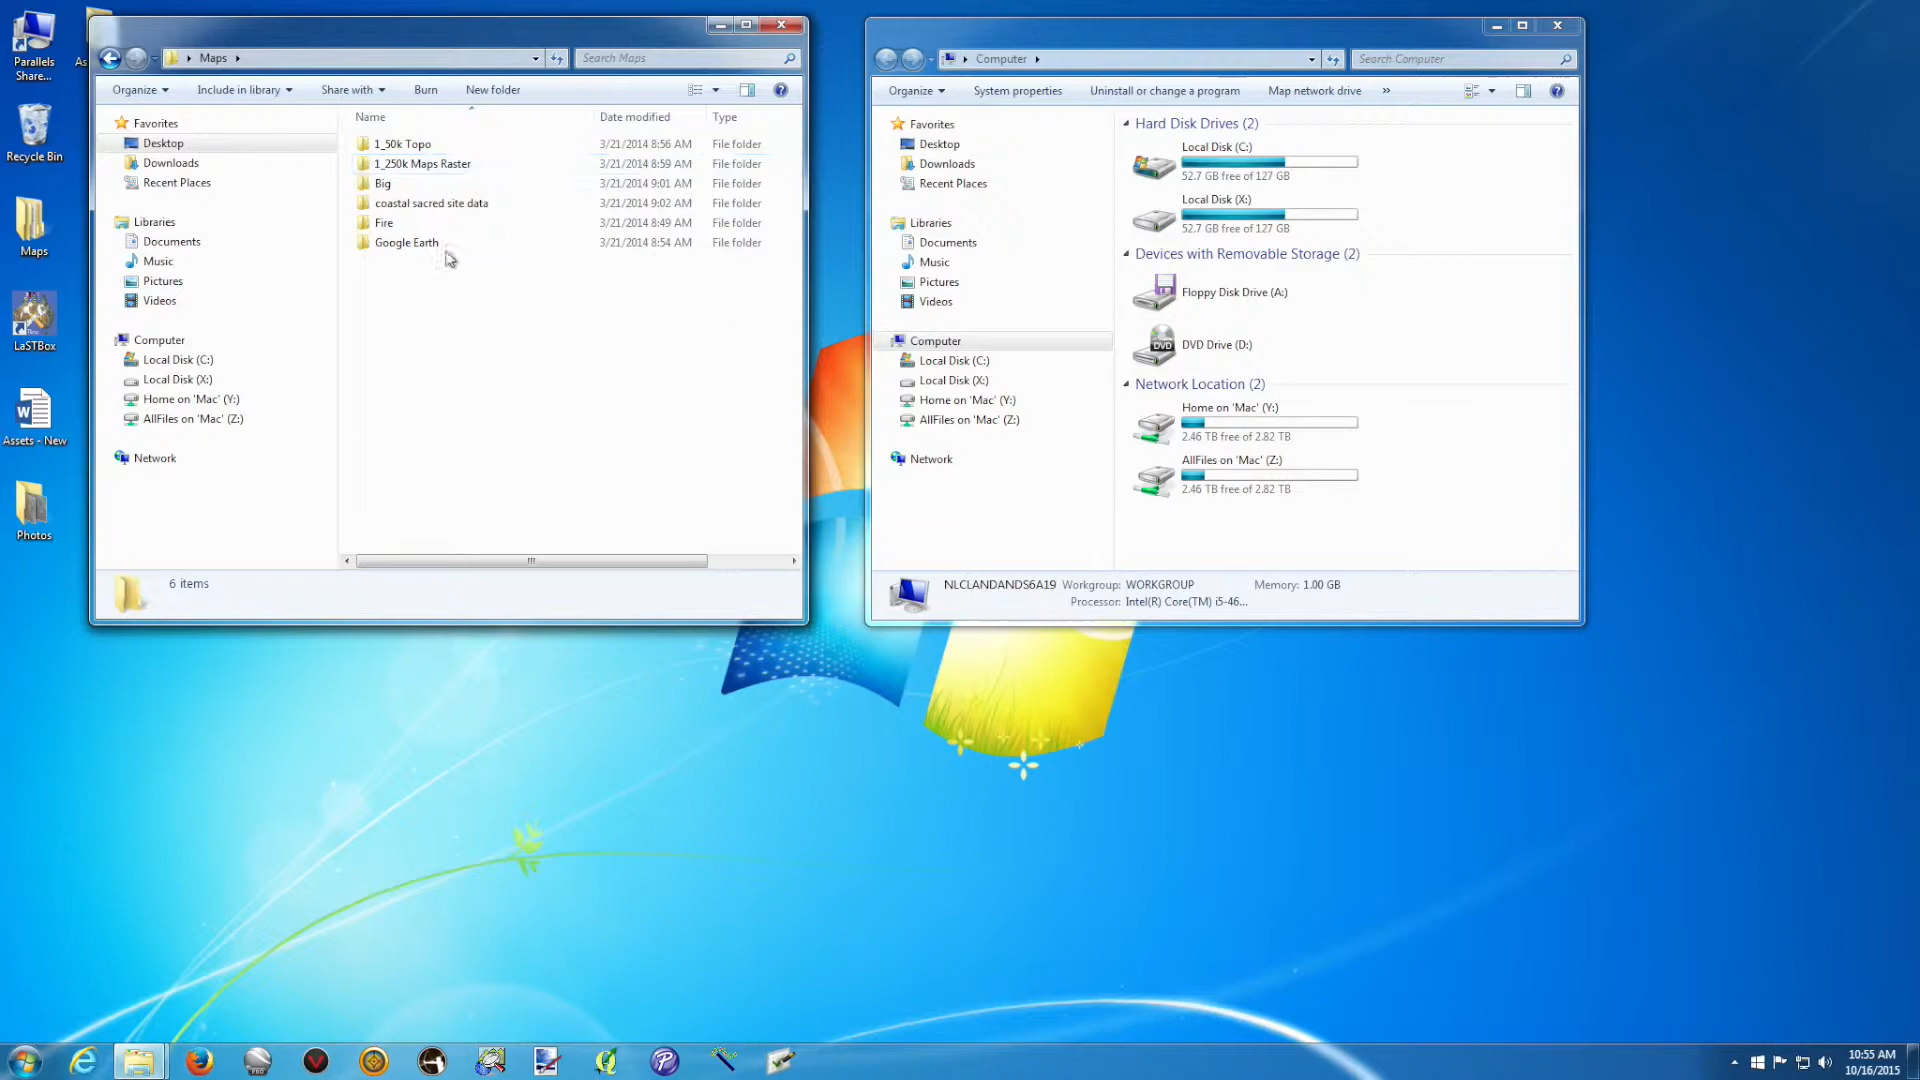 Parallels
Share...
As
Recycle Bin
Maps
LaSTBox
Assets - New
Photos
Maps
Search Maps
Organize
Include in library
Share with
Burn
New folder
Favorites
Desktop
Downloads
Recent Places
Libraries
Documents
Music
Pictures
Videos
Computer
Local Disk (C:)
Local Disk (X:)
Home on 'Mac' (Y:)
AllFiles on 'Mac' (Z:)
Network
Name Date modified Type
1_50k Topo 3/21/2014 8:56 AM File folder
1_250k Maps Raster 3/21/2014 8:59 AM File folder
Big 3/21/2014 9:01 AM File folder
coastal sacred site data 3/21/2014 9:02 AM File folder
Fire 3/21/2014 8:49 AM File folder
Google Earth 3/21/2014 8:54 AM File folder
6 items
Computer
Search Computer
Organize
System properties
Uninstall or change a program
Map network drive
»
Favorites
Desktop
Downloads
Recent Places
Libraries
Documents
Music
Pictures
Videos
Computer
Local Disk (C:)
Local Disk (X:)
Home on 'Mac' (Y:)
AllFiles on 'Mac' (Z:)
Network
Hard Disk Drives (2)
Local Disk (C:)
52.7 GB free of 127 GB
Local Disk (X:)
52.7 GB free of 127 GB
Devices with Removable Storage (2)
Floppy Disk Drive (A:)
DVD
DVD Drive (D:)
Network Location (2)
Home on 'Mac' (Y:)
2.46 TB free of 2.82 TB
AllFiles on 'Mac' (Z:)
2.46 TB free of 2.82 TB
NLCLANDANDS6A19 Workgroup: WORKGROUP Memory: 1.00 GB
Processor: Intel(R) Core(TM) i5-46...
PRO
10:55 AM
10/16/2015